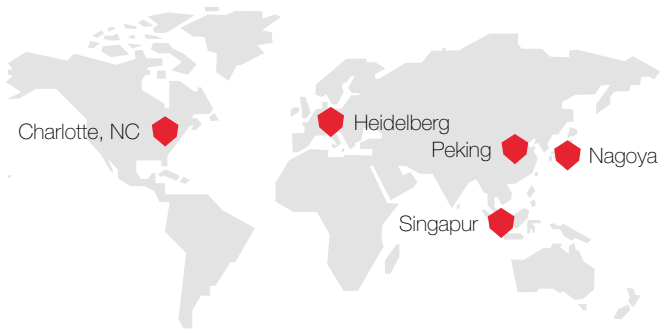 Charlotte, NC
Heidelberg
Peking
Nagoya
Singapur